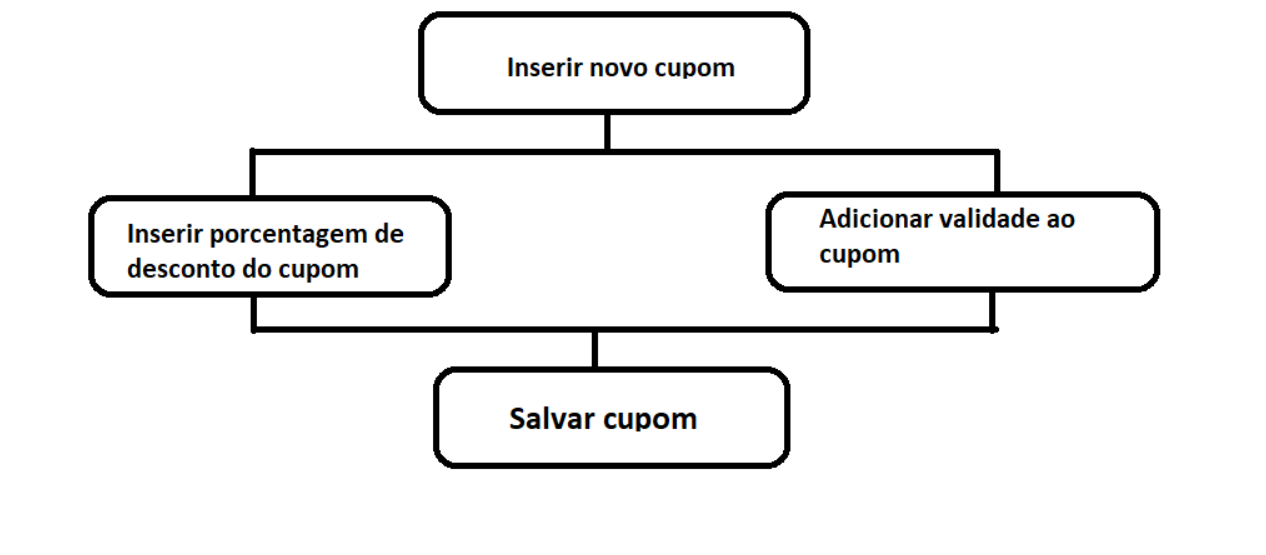 Inserir novo cupom
Inserir porcentagem de
desconto do cupom
Adicionar validade ao
cupom
Salvar cupom